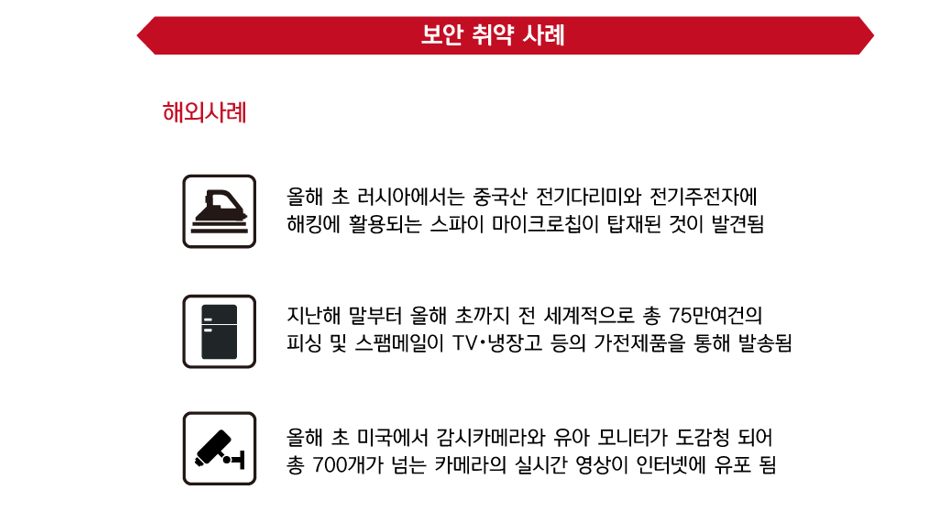 보안 취약 사례
해외사례
올해 초 러시아에서는 중국산 전기다리미와 전기주전자에
해킹에 활용되는 스파이 마이크로칩이 탑재된 것이 발견됨
지난해 말부터 올해 초까지 전 세계적으로 총 75만여건의
피싱 및 스팸메일이 TV•냉장고 등의 가전제품을 통해 발송됨
올해 초 미국에서 감시카메라와 유아 모니터가 도감청 되어
총 700개가 넘는 카메라의 실시간 영상이 인터넷에 유포 됨